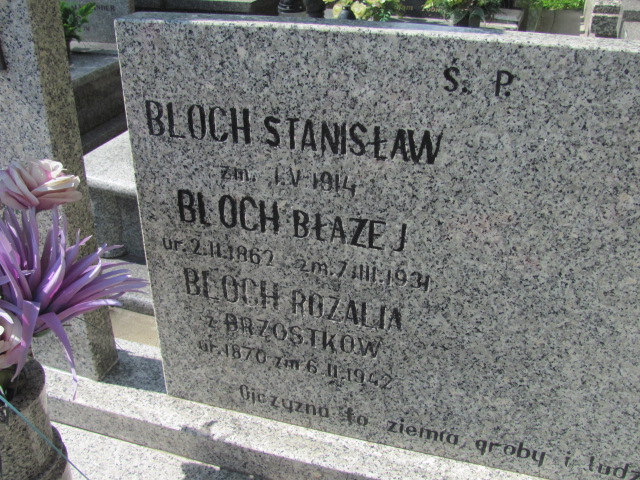 Ś. P.
BLOCH STANISŁAW
zm. 1.V 1914
BLOCH BŁAŻEJ
ur. 2.II.1862 zm. 7.III.1931.
BLOCH ROZALIA
z BRZOSTKÓW
ur. 1870 zm 6.II.1942
Ojczyzna to ziemia, groby i ludz